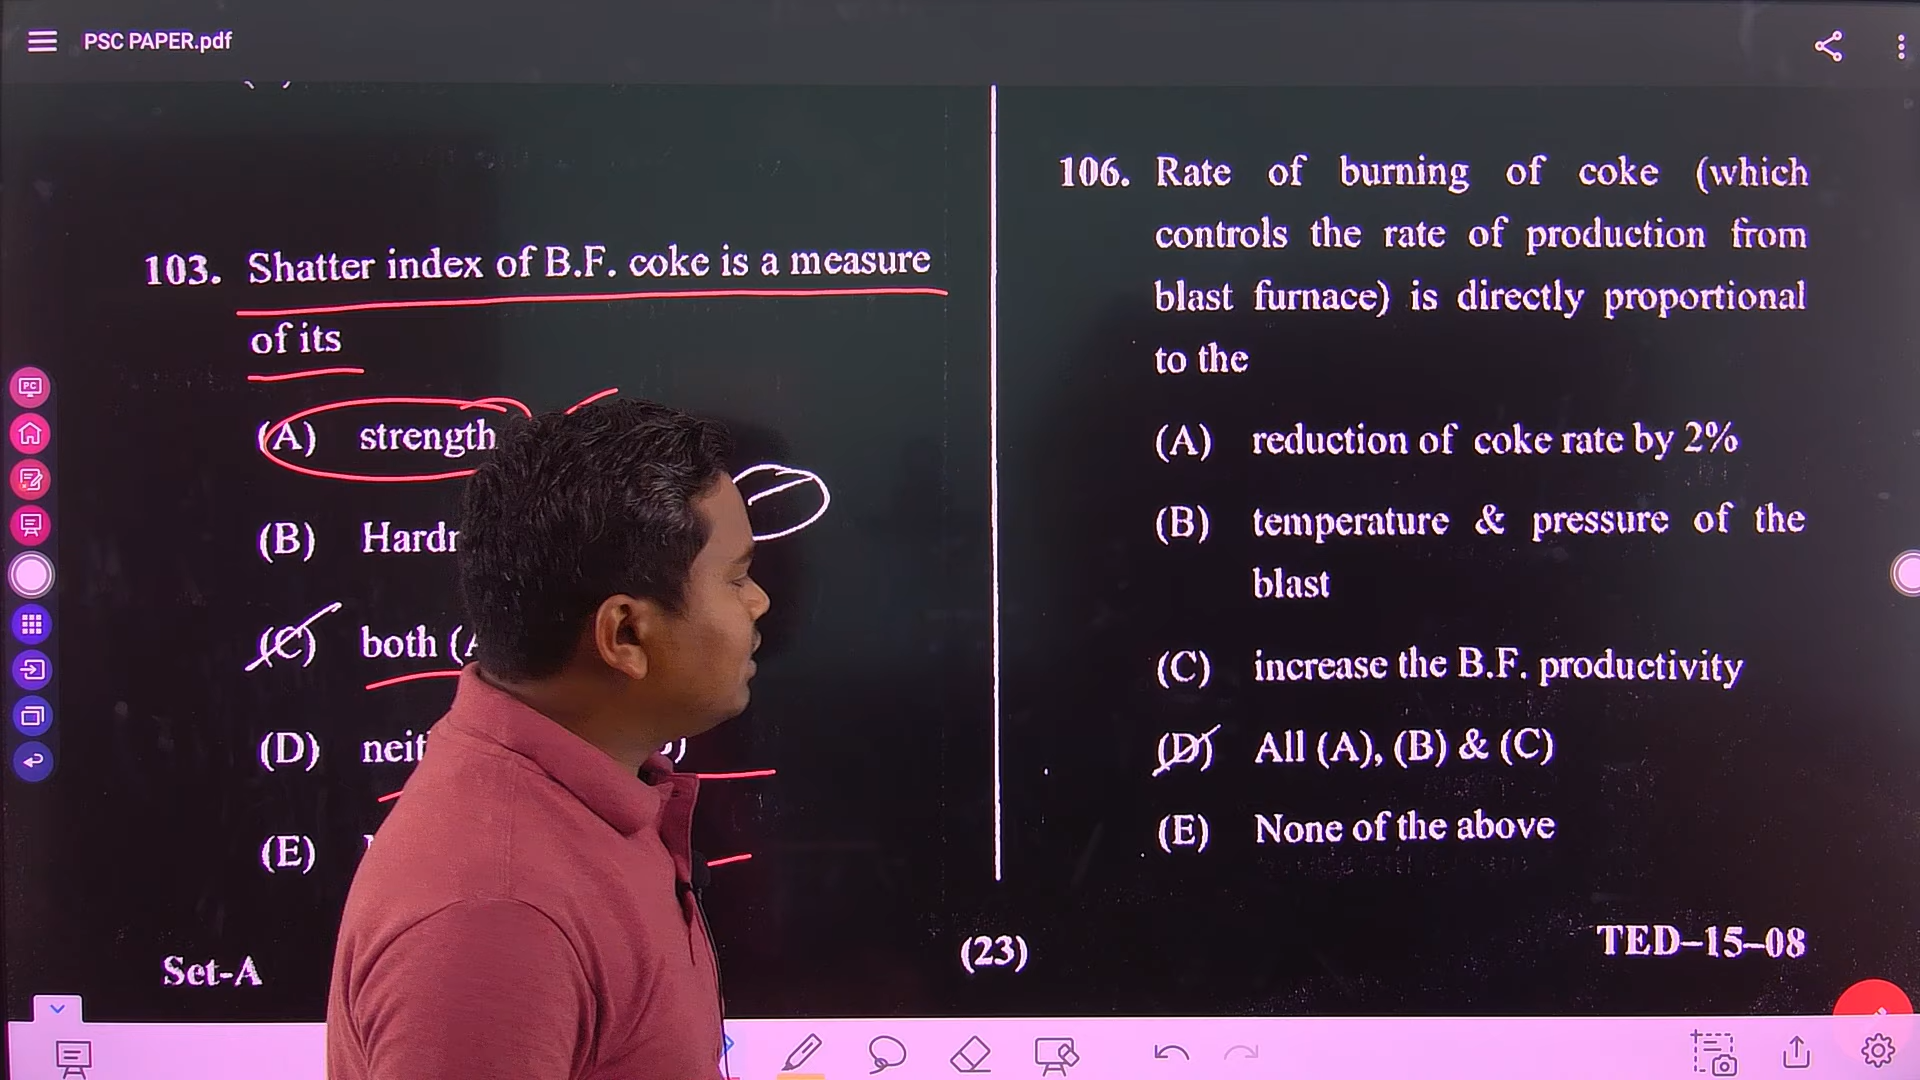 PSC PAPER.pdf
103. Shatter index of B.F. coke is a measure
of its
(A) strength
(B)
(C) both
(D)
(E)
Set-A
(23)
106. Rate of burning of coke (which
controls the rate of production from
blast furnace) is directly proportional
to the
(A) reduction of coke rate by 2%
(B) temperature & pressure of the
blast
(C) increase the B.F. productivity
(D) All (A), (B) & (C)
(E) None of the above
TED-15-08
PC